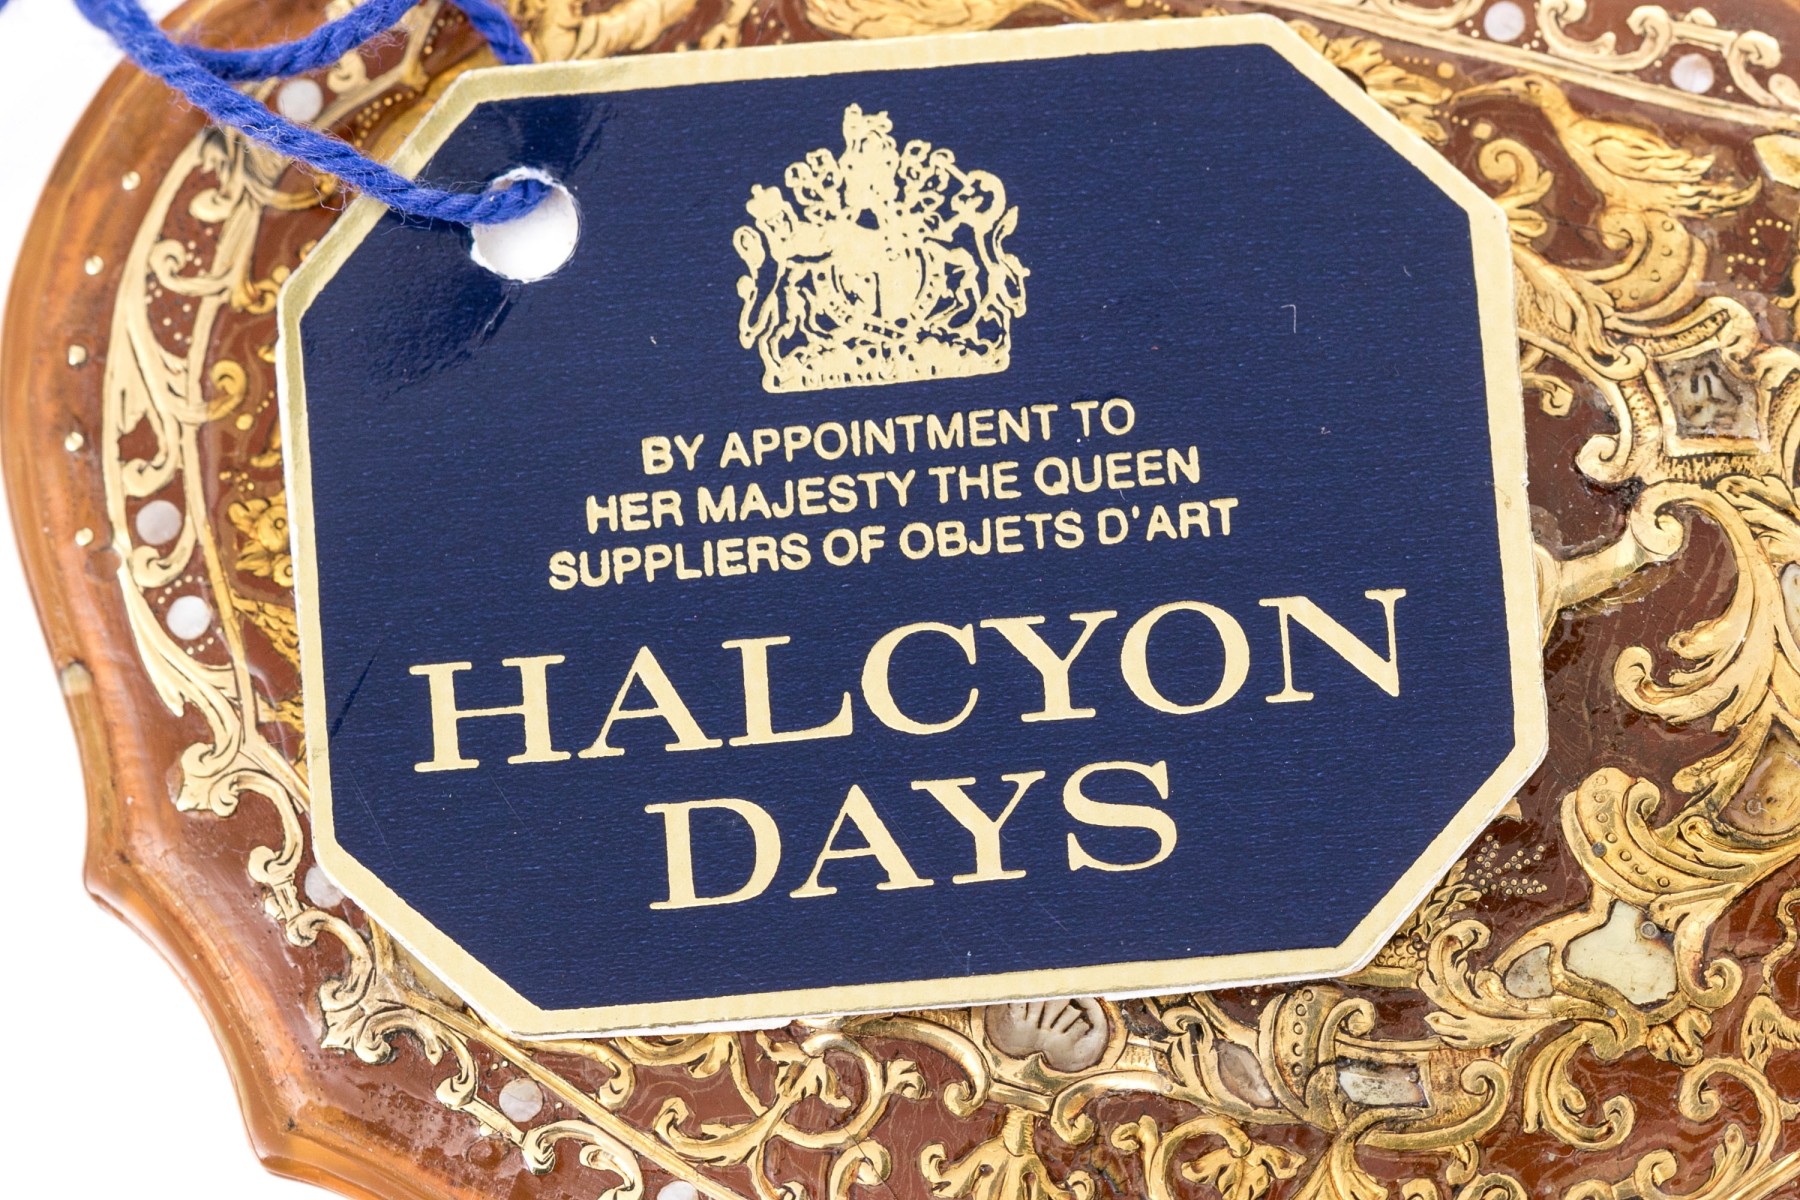 BY APPOINTMENT TO
HER MAJESTY THE QUEEN
SUPPLIERS OF OBJETS D'ART
HALCYON
DAYS